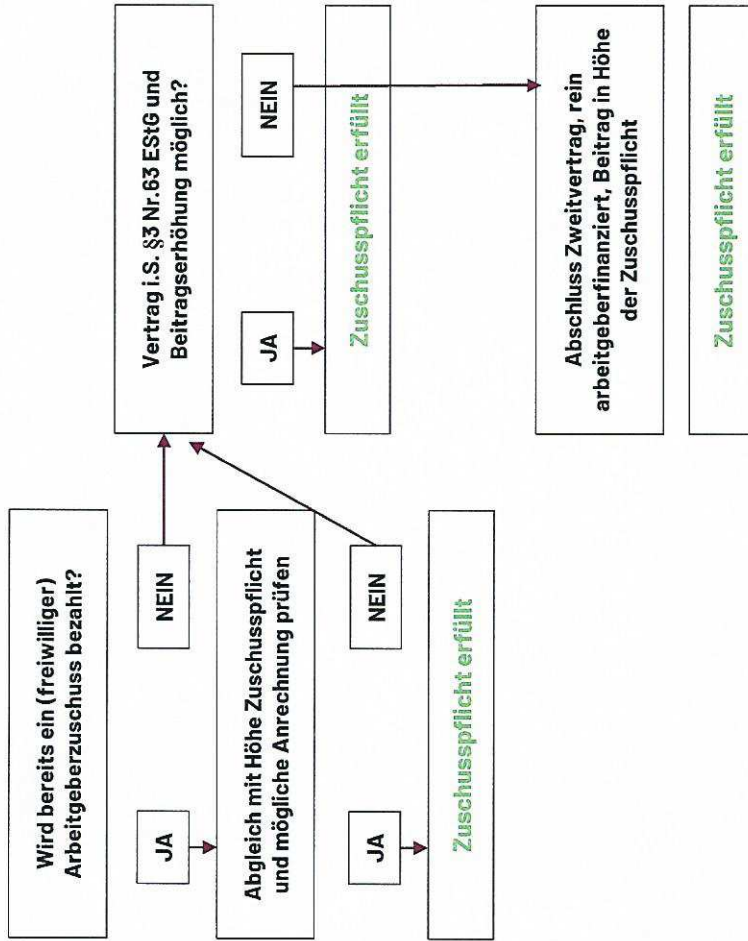 Wird bereits ein (freiwilliger)
Arbeitgeberzuschuss bezahlt?
JA
NEIN
Abgleich mit Höhe Zuschusspflicht
und mögliche Anrechnung prüfen
JA
NEIN
Zuschusspflicht erfüllt
Vertrag i.S. §3 Nr.63 EStG und
Beitragserhöhung möglich?
JA
NEIN
Zuschusspflicht erfüllt
Abschluss Zweitvertrag, rein
arbeitgeberfinanziert, Beitrag in Höhe
der Zuschusspflicht
Zuschusspflicht erfüllt